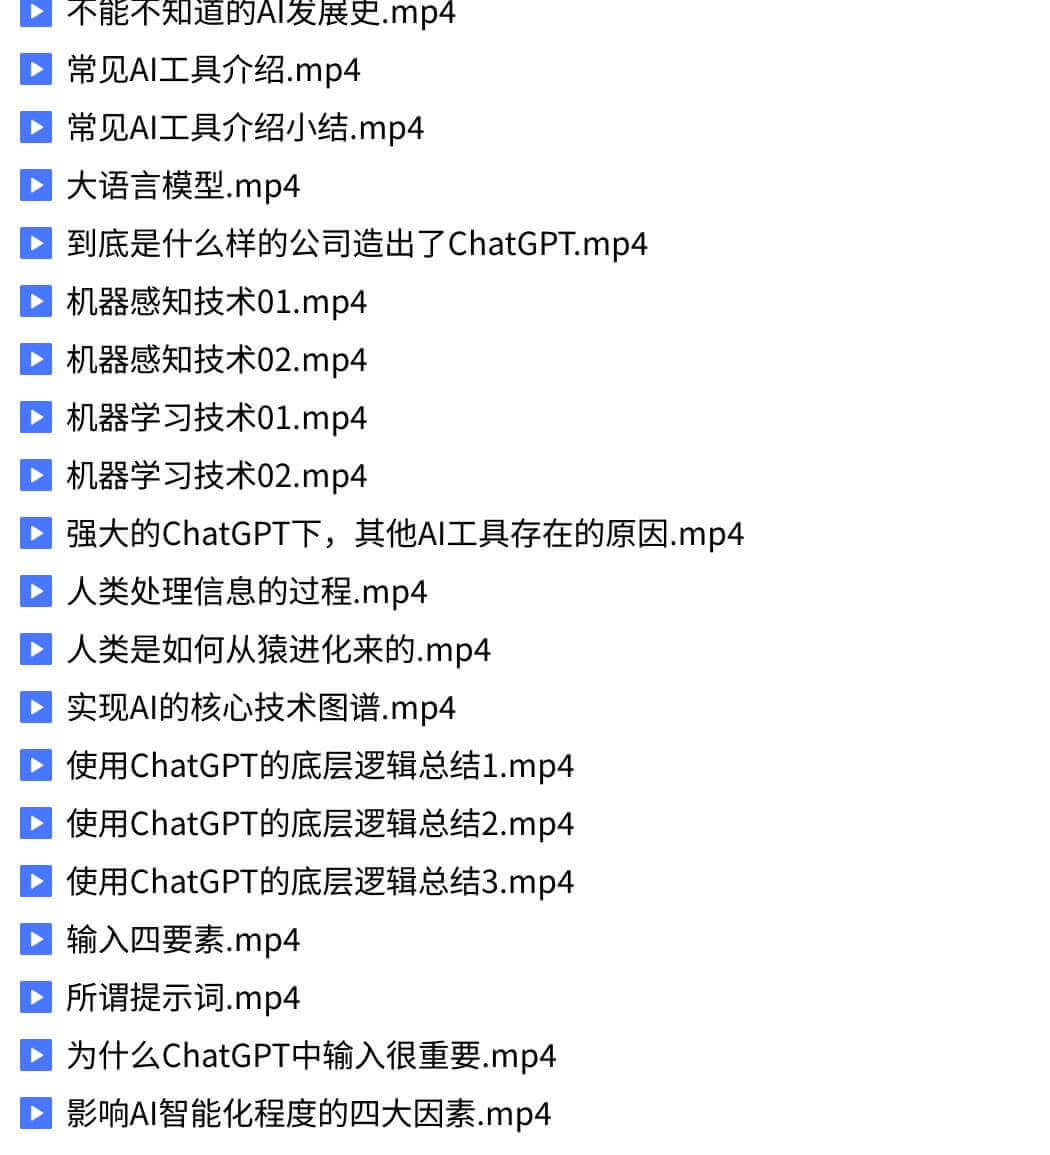 不能不知道的AI发展史.mp4
常见AI工具介绍.mp4
常见AI工具介绍小结.mp4
大语言模型.mp4
到底是什么样的公司造出了ChatGPT.mp4
机器感知技术01.mp4
机器感知技术02.mp4
机器学习技术01.mp4
机器学习技术02.mp4
强大的ChatGPT下，其他AI工具存在的原因.mp4
人类处理信息的过程.mp4
人类是如何从猿进化来的.mp4
实现AI的核心技术图谱.mp4
使用ChatGPT的底层逻辑总结1.mp4
使用ChatGPT的底层逻辑总结2.mp4
使用ChatGPT的底层逻辑总结3.mp4
输入四要素.mp4
所谓提示词.mp4
为什么ChatGPT中输入很重要.mp4
影响AI智能化程度的四大因素.mp4